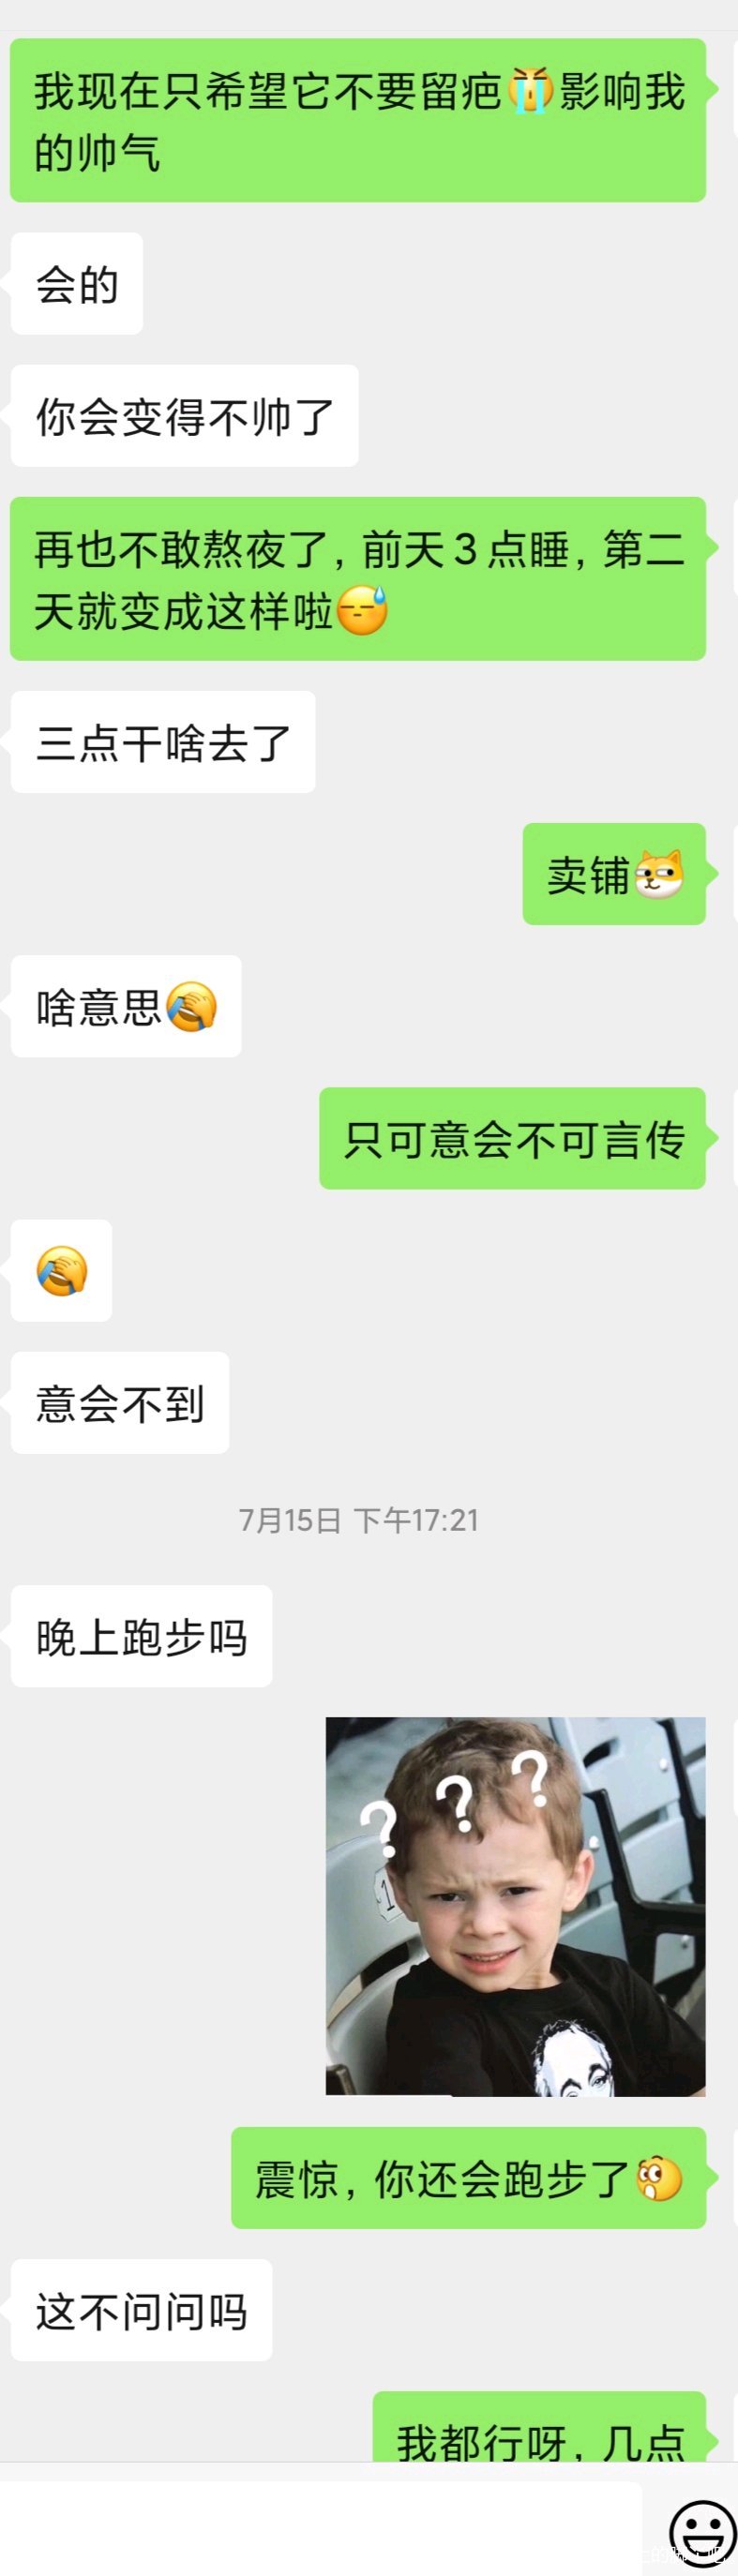 我现在只希望它不要留疤😭影响我
的帅气
会的
你会变得不帅了
再也不敢熬夜了，前天3点睡，第二
天就变成这样啦😓
三点干啥去了
卖铺
啥意思🤦
只可意会不可言传
🤦
意会不到
7月15日 下午17:21
晚上跑步吗
? ? ?
1
震惊，你还会跑步了😱
这不问问吗
我都行呀，几点